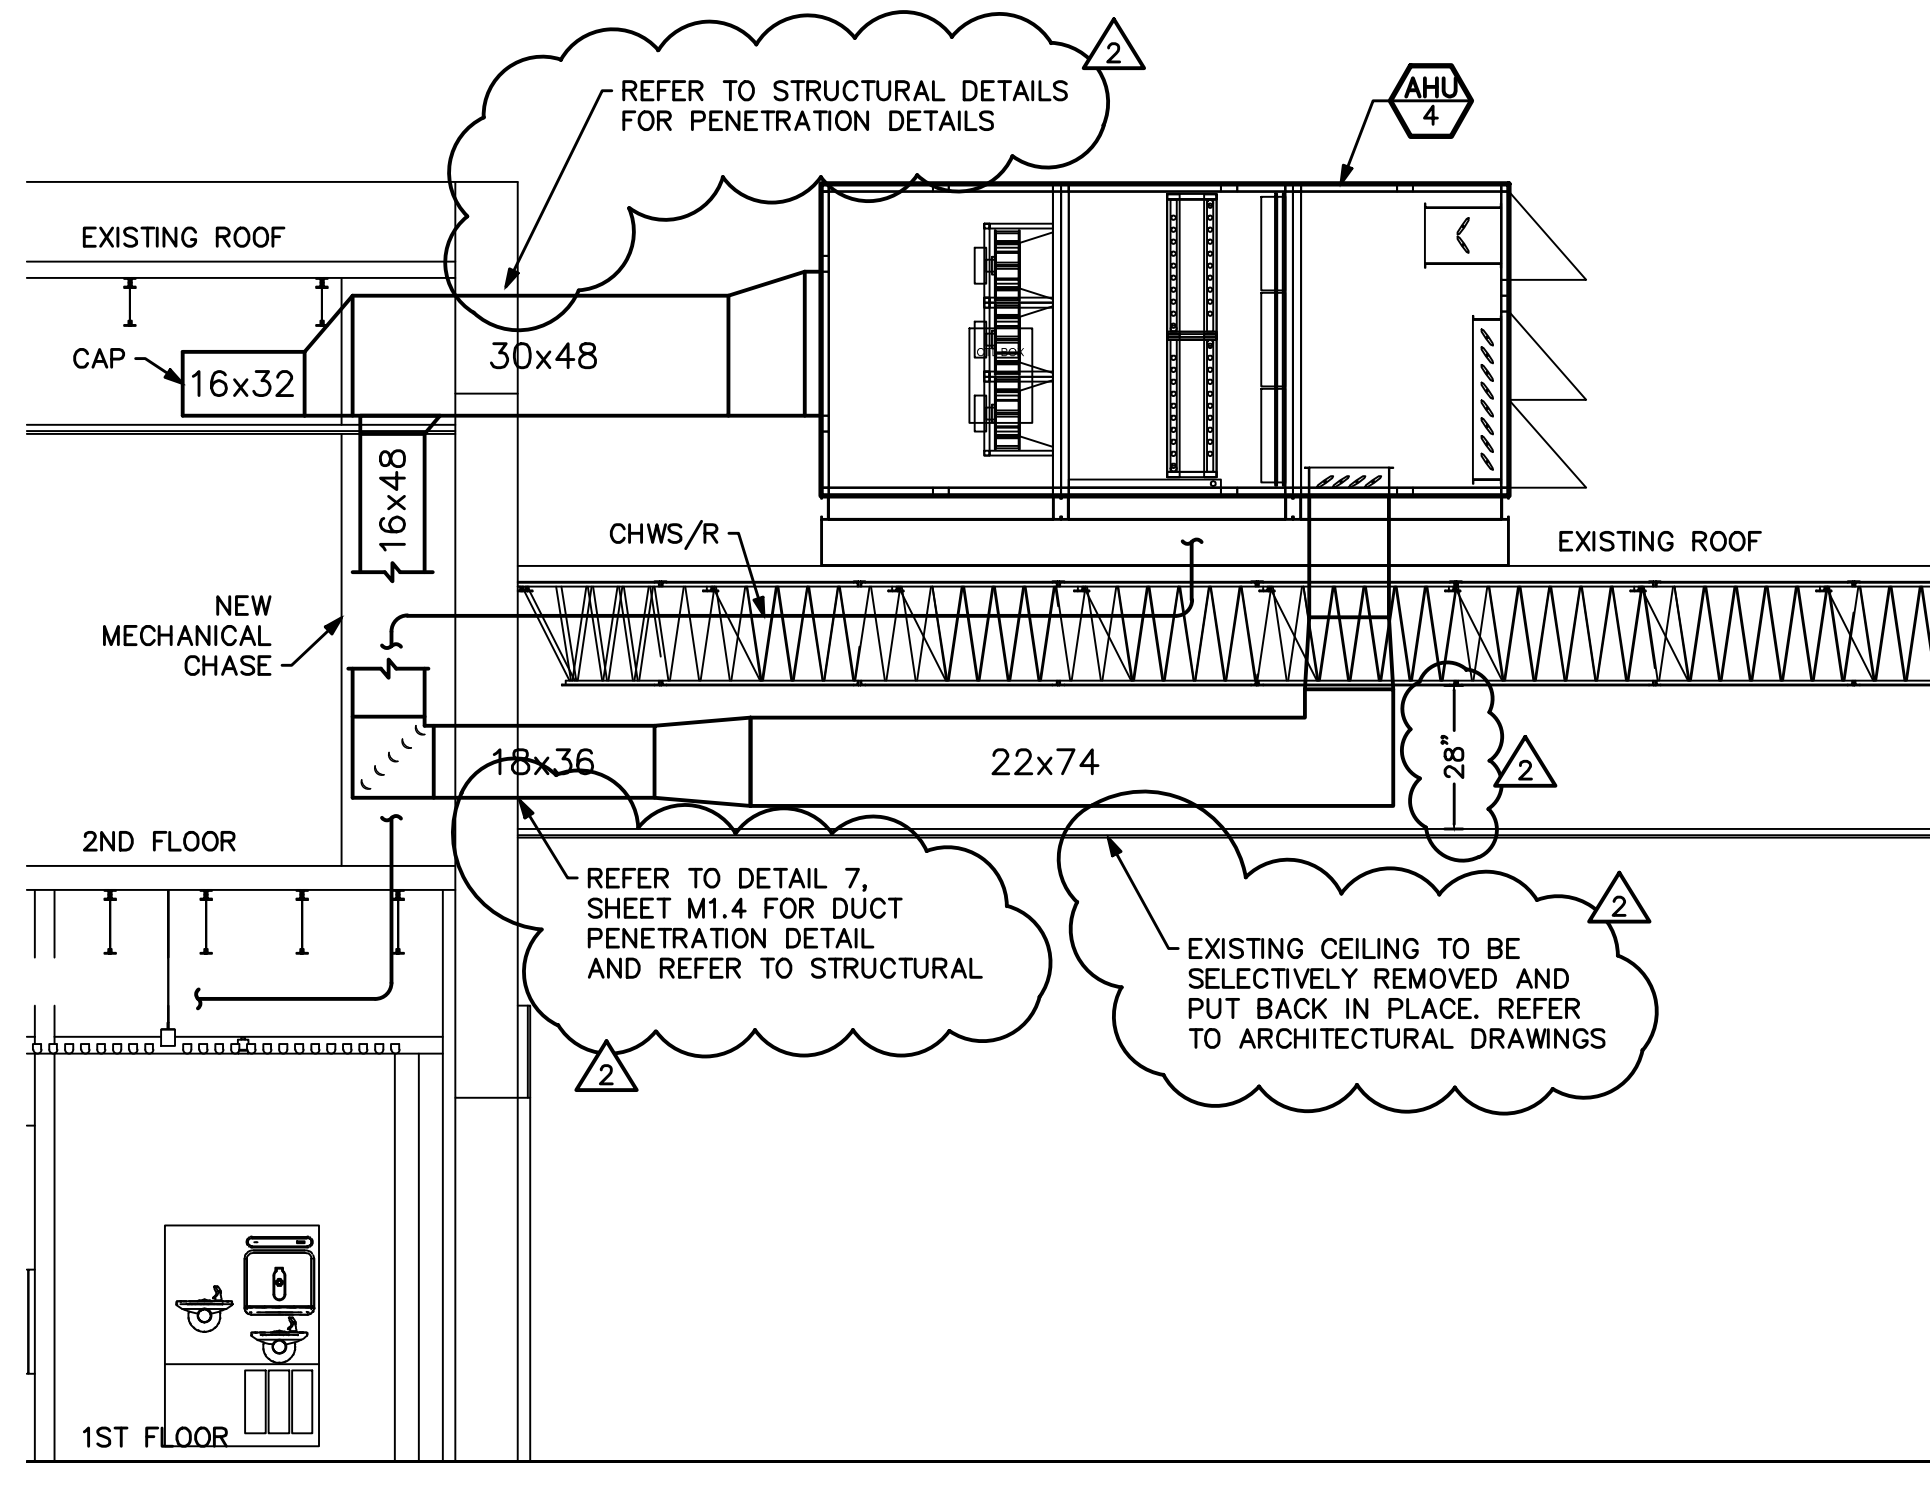 2
REFER TO STRUCTURAL DETAILS
FOR PENETRATION DETAILS
AHU
4
EXISTING ROOF
CAP
16x32
30x48
16x48
CHWS/R
EXISTING ROOF
NEW
MECHANICAL
CHASE
18x36
22x74
28"
2
2ND FLOOR
REFER TO DETAIL 7,
SHEET M1.4 FOR DUCT
PENETRATION DETAIL
AND REFER TO STRUCTURAL
2
2
EXISTING CEILING TO BE
SELECTIVELY REMOVED AND
PUT BACK IN PLACE. REFER
TO ARCHITECTURAL DRAWINGS
1ST FLOOR